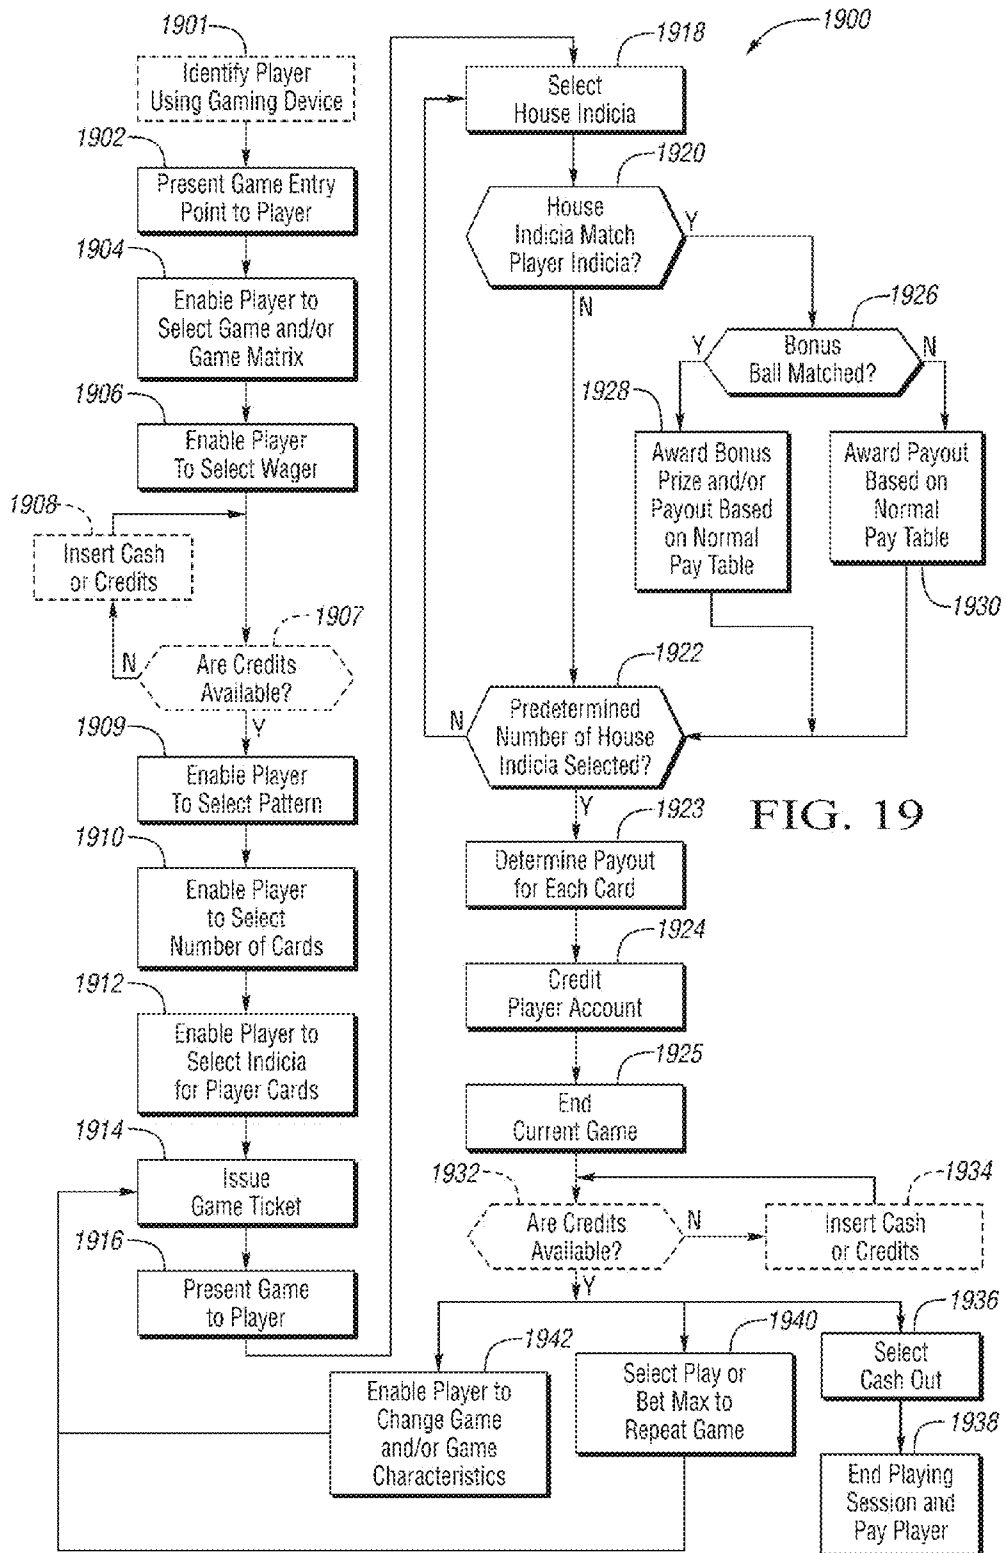 1901
Identify Player
Using Gaming Device
1902
Present Game Entry
Point to Player
1904
Enable Player to
Select Game and/or
Game Matrix
1906
Enable Player
To Select Wager
1908
Insert Cash
or Credits
1907
N
Are Credits
Available?
Y
1909
Enable Player
To Select Pattern
1910
Enable Player
to Select
Number of Cards
1912
Enable Player to
Select Indicia
for Player Cards
1914
Issue
Game Ticket
1916
Present Game
to Player
1918
1900
Select
House Indicia
1920
House
Indicia Match
Player Indicia?
Y
N
1926
Y
Bonus
Ball Matched?
N
1928
Award Bonus
Prize and/or
Payout Based
on Normal
Pay Table
Award Payout
Based on
Normal
Pay Table
1930
1922
N
Predetermined
Number of House
Indicia Selected?
Y
1923
FIG. 19
Determine Payout
for Each Card
1924
Credit
Player Account
1925
End
Current Game
1932
Are Credits
Available?
N
1934
Insert Cash
or Credits
Y
1942
Enable Player to
Change Game
and/or Game
Characteristics
1940
Select Play or
Bet Max to
Repeat Game
1936
Select
Cash Out
1938
End Playing
Session and
Pay Player